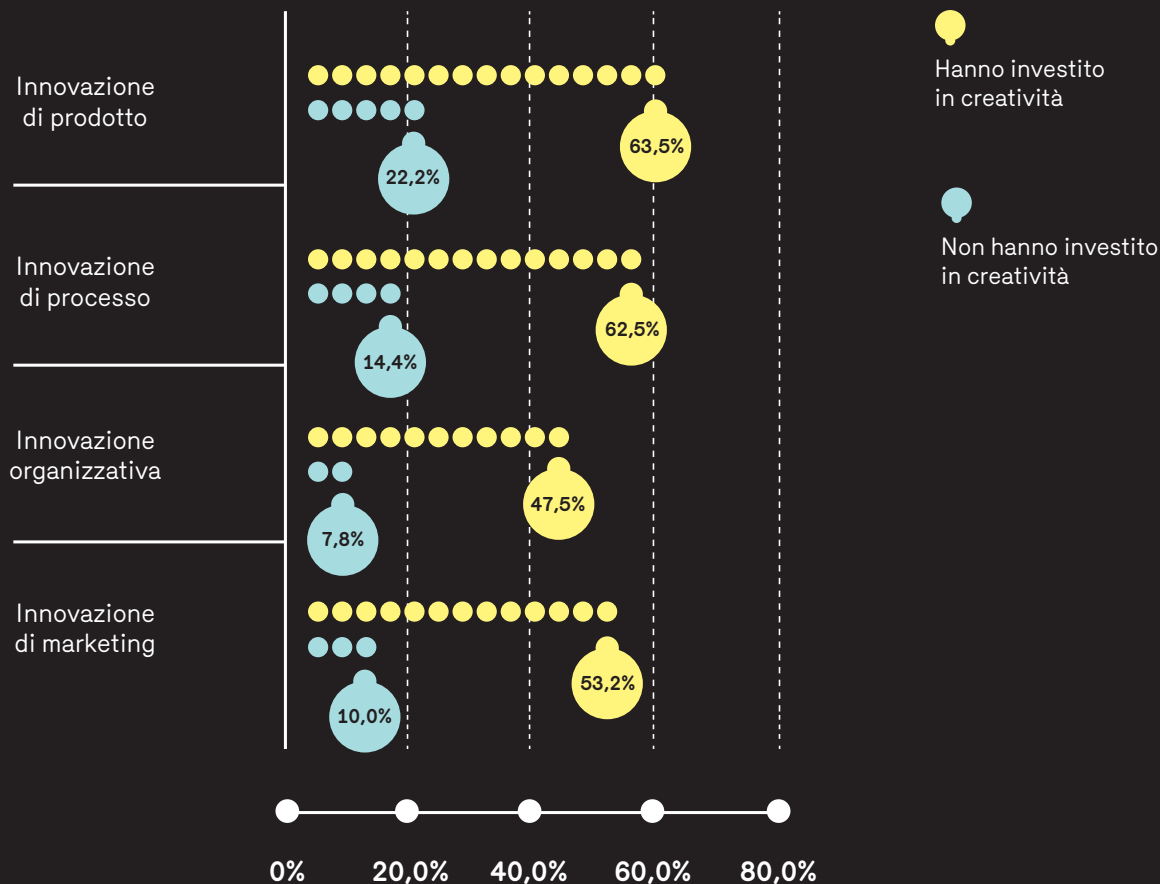 Innovazione
di prodotto
63,5%
22,2%
Innovazione
di processo
62,5%
14,4%
Innovazione
organizzativa
47,5%
7,8%
Innovazione
di marketing
53,2%
10,0%
0%
20,0%
40,0%
60,0%
80,0%
Hanno investito
in creatività
Non hanno investito
in creatività